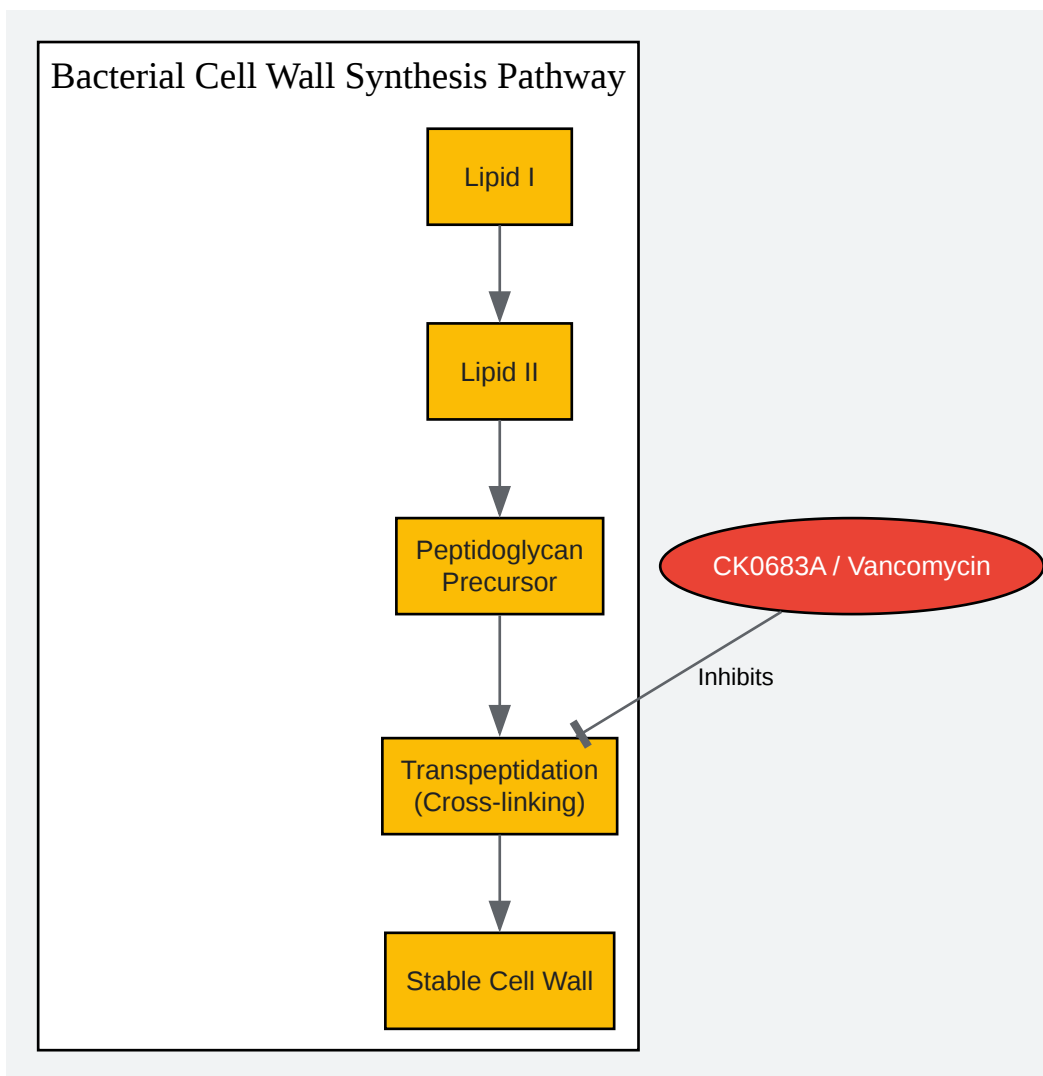 Bacterial Cell Wall Synthesis Pathway
Lipid I
Lipid II
Peptidoglycan
Precursor
CK0683A / Vancomycin
Inhibits
Transpeptidation
(Cross-linking)
Stable Cell Wall